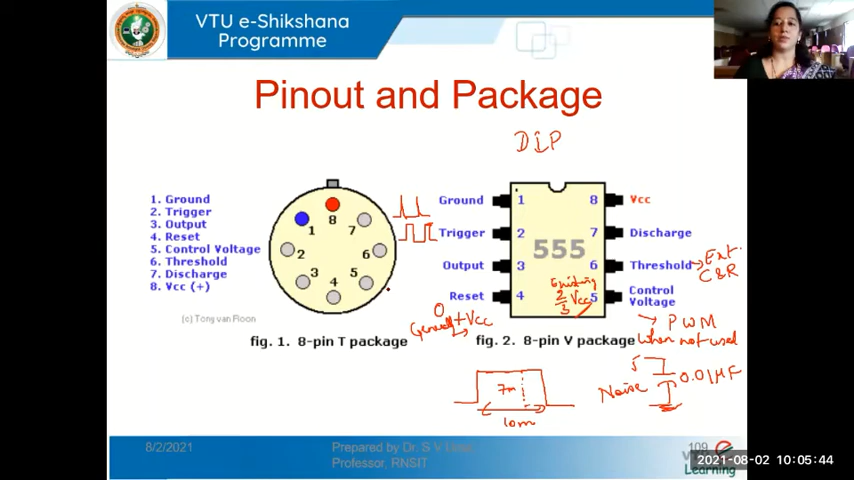 VTU e-Shikshana
Programme
Pinout and Package
DIP
1. Ground
2. Trigger
3. Output
4. Reset
5. Control Voltage
6. Threshold
7. Discharge
8. Vcc (+)
(c) Tony van Roon
8
1
7
2
6
3
5
4
fig. 1. 8-pin T package
Ground 1 8 Vcc
Trigger 2 7 Discharge
555
Output 3 6 Threshold
Ext.
C & R
Reset 4 5 Control
Voltage
Existing
2/3 Vcc
0
+Vcc
PWM
When not used
fig. 2. 8-pin V package
5
Noise
0.01µF
7m
10m
8/2/2021
Prepared by Dr. S V
Professor, RNSIT
109
2021-08-02 10:05:44
Learning